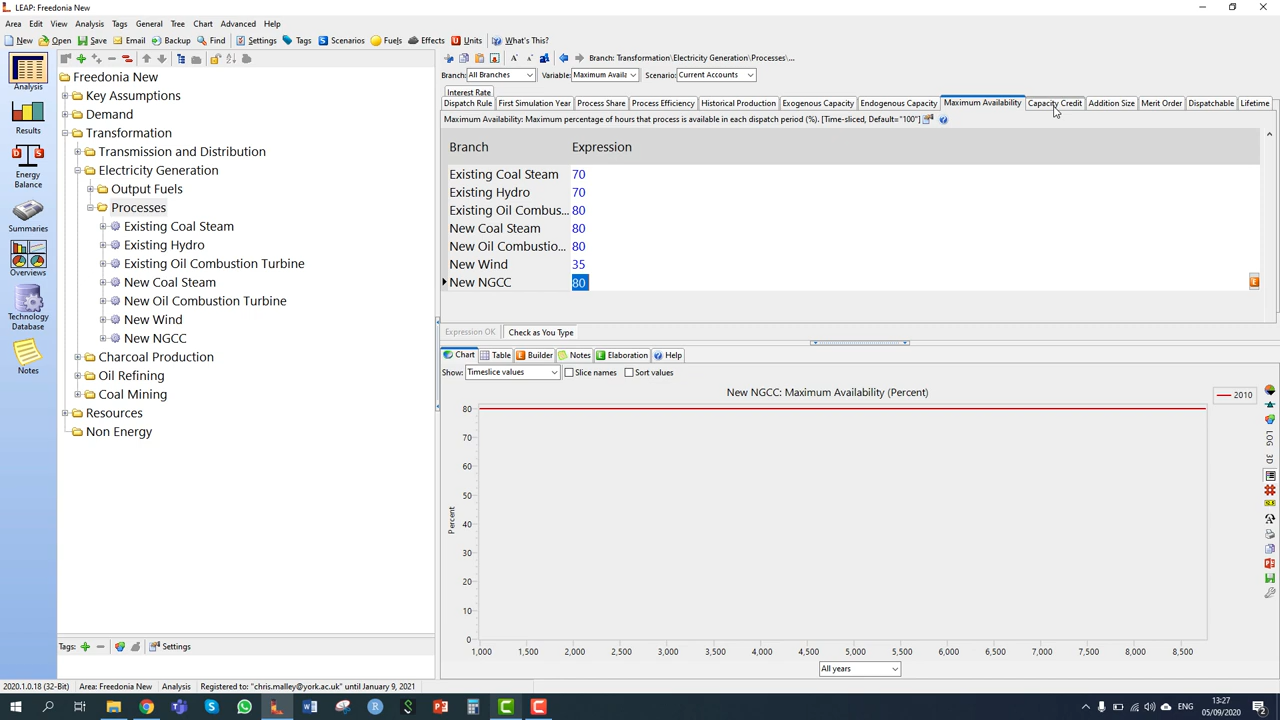 LEAP: Freedonia New
Area Edit View Analysis Tags General Tree Chart Advanced Help
New Open Save Email Backup Find Settings Tags Scenarios Fuels Effects Units What's This?
Analysis
Results
Energy
Balance
Summaries
Overviews
Technology
Database
Notes
Freedonia New
Key Assumptions
Demand
Transformation
Transmission and Distribution
Electricity Generation
Output Fuels
Processes
Existing Coal Steam
Existing Hydro
Existing Oil Combustion Turbine
New Coal Steam
New Oil Combustion Turbine
New Wind
New NGCC
Charcoal Production
Oil Refining
Coal Mining
Resources
Non Energy
Tags: Settings
Branch: Transformation\Electricity Generation\Processes\...
Branch: All Branches Variable: Maximum Availa Scenario: Current Accounts
Interest Rate
Dispatch Rule First Simulation Year Process Share Process Efficiency Historical Production Exogenous Capacity Endogenous Capacity Maximum Availability Capacity Credit Addition Size Merit Order Dispatchable Lifetime
Maximum Availability: Maximum percentage of hours that process is available in each dispatch period (%). [Time-sliced, Default="100"]
Branch Expression
Existing Coal Steam 70
Existing Hydro 70
Existing Oil Combus... 80
New Coal Steam 80
New Oil Combustio... 80
New Wind 35
New NGCC 80
Expression OK Check as You Type
Chart Table Builder Notes Elaboration Help
Show: Timeslice values Slice names Sort values
New NGCC: Maximum Availability (Percent)
2010
80
70
60
50
40
30
20
10
0
Percent
1,000 1,500 2,000 2,500 3,000 3,500 4,000 4,500 5,000 5,500 6,000 6,500 7,000 7,500 8,000 8,500
All years
LOG
3D
2020.1.0.18 (32-Bit) Area: Freedonia New Analysis Registered to: "chris.malley@york.ac.uk" until January 9, 2021
ENG
13:27
05/09/2020
2